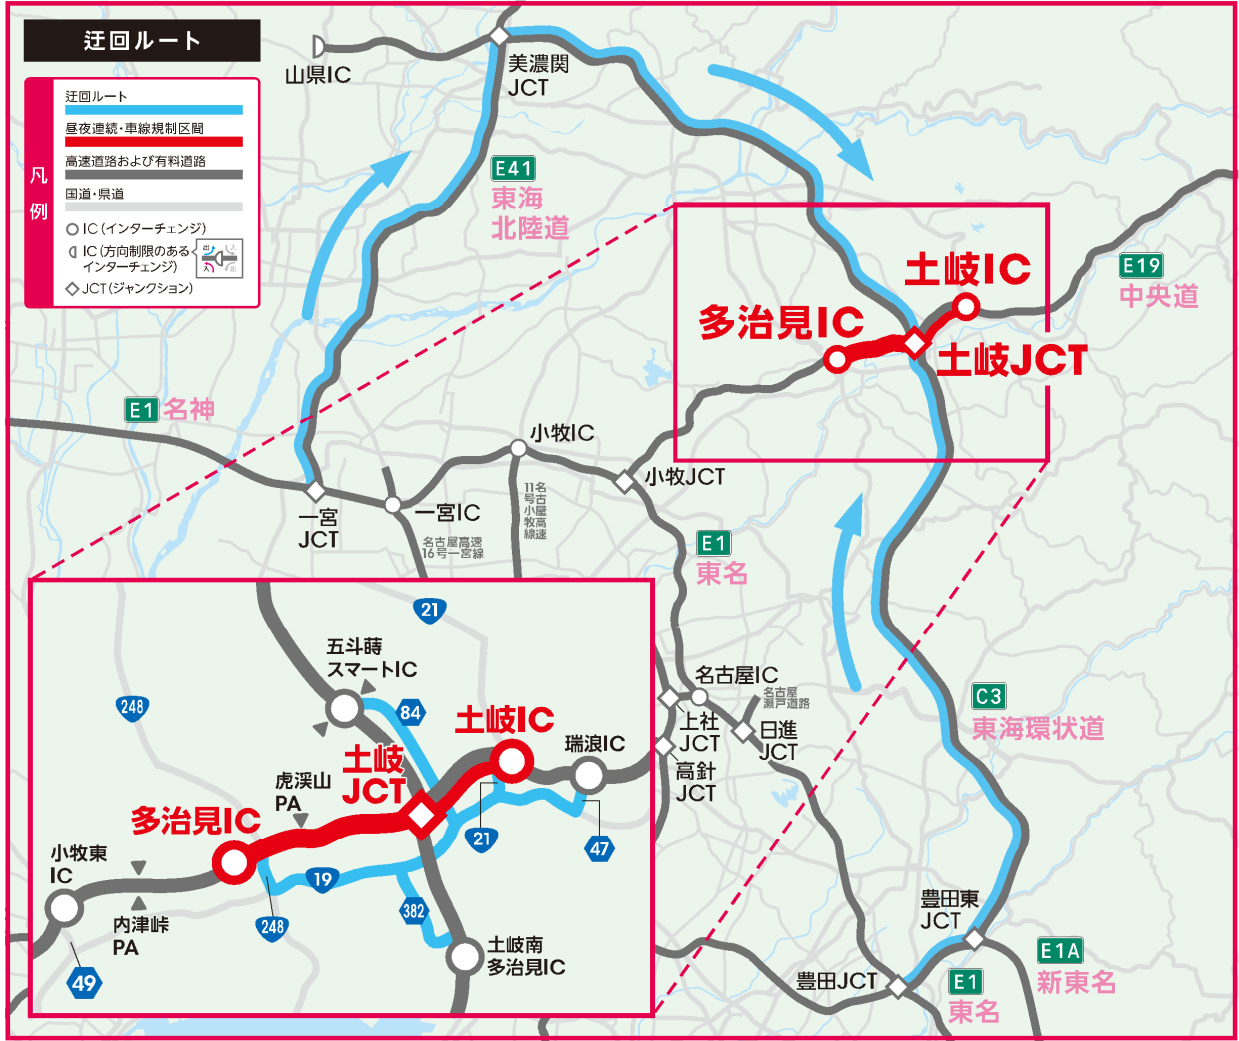 迂回ルート
凡例
迂回ルート
昼夜連続・車線規制区間
高速道路および有料道路
国道・県道
IC(インターチェンジ)
IC(方向制限のある
インターチェンジ)
JCT(ジャンクション)
山県IC
美濃関
JCT
E41
東海
北陸道
E19
中央道
土岐IC
多治見IC
土岐JCT
E1 名神
小牧IC
小牧JCT
一宮
JCT
一宮IC
名古屋高速
16号一宮線
名古屋高速
11号小牧線
E1
東名
名古屋IC
名古屋
瀬戸道路
上社
JCT
日進
JCT
高針
JCT
C3
東海環状道
豊田東
JCT
豊田JCT
E1
東名
E1A
新東名
21
248
五斗蒔
スマートIC
84
土岐IC
瑞浪IC
土岐
JCT
虎渓山
PA
多治見IC
21
47
小牧東
IC
19
248
382
内津峠
PA
49
土岐南
多治見IC